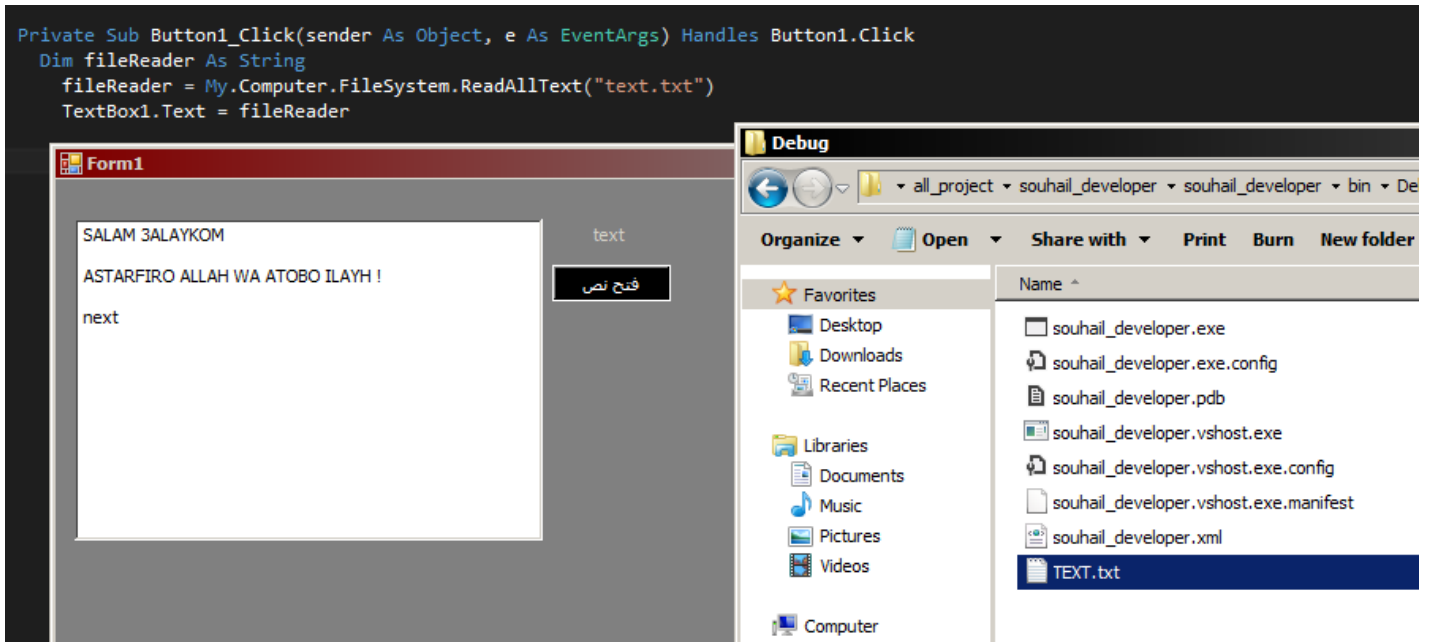 Private Sub Button1_Click(sender As Object, e As EventArgs) Handles Button1.Click
Dim fileReader As String
fileReader = My.Computer.FileSystem.ReadAllText("text.txt")
TextBox1.Text = fileReader
Form1
SALAM 3ALAYKOM
ASTARFIRO ALLAH WA ATOBO ILAYH !
next
text
فتح نص
Debug
all_project souhail_developer souhail_developer bin De
Organize Open Share with Print Burn New folder
Favorites
Desktop
Downloads
Recent Places
Libraries
Documents
Music
Pictures
Videos
Computer
Name
souhail_developer.exe
souhail_developer.exe.config
souhail_developer.pdb
souhail_developer.vshost.exe
souhail_developer.vshost.exe.config
souhail_developer.vshost.exe.manifest
souhail_developer.xml
TEXT.txt